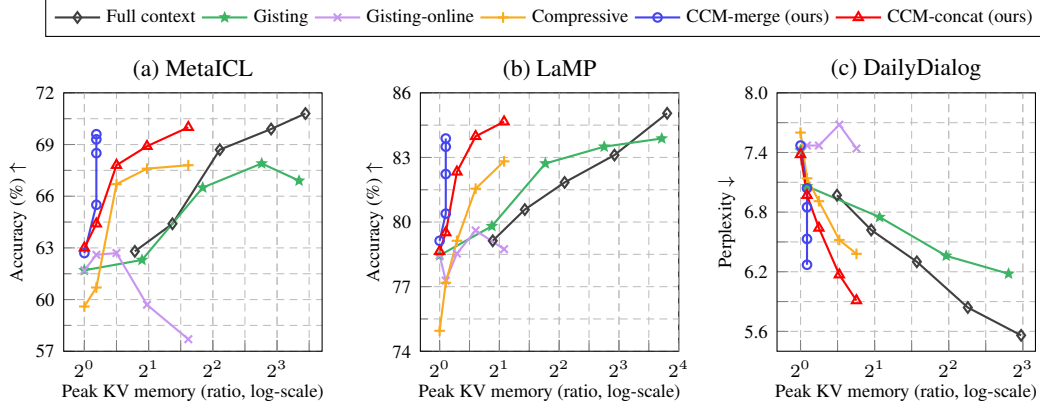 Full context Gisting Gisting-online Compressive CCM-merge (ours) CCM-concat (ours)
(a) MetaICL
Accuracy (%) ↑
72
69
66
63
60
57
2^0 2^1 2^2 2^3
Peak KV memory (ratio, log-scale)
(b) LaMP
Accuracy (%) ↑
86
83
80
77
74
2^0 2^1 2^2 2^3 2^4
Peak KV memory (ratio, log-scale)
(c) DailyDialog
Perplexity ↓
8.0
7.4
6.8
6.2
5.6
2^0 2^1 2^2 2^3
Peak KV memory (ratio, log-scale)